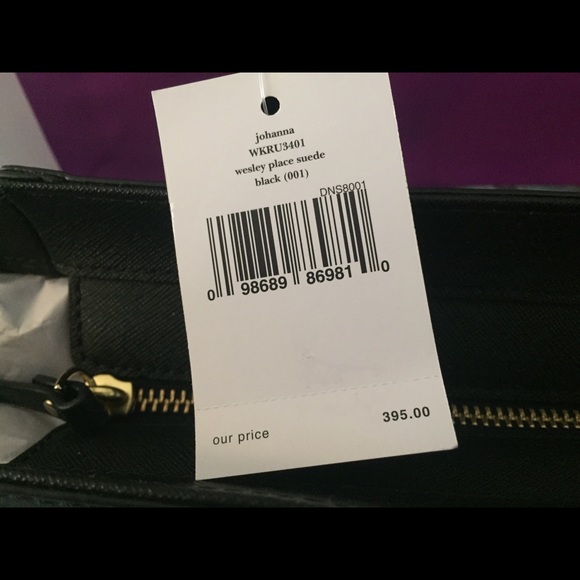 johanna
WKRU3401
wesley place suede
black (001)
DNS8001
0 98689 86981 0
our price 395.00